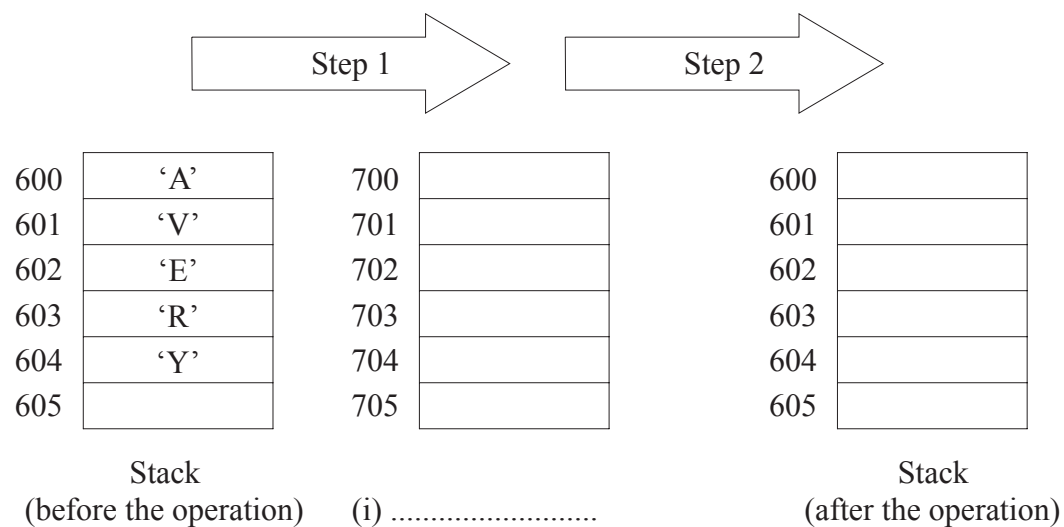 Step 1 Step 2
600 ‘A’ 700 600
601 ‘V’ 701 601
602 ‘E’ 702 602
603 ‘R’ 703 603
604 ‘Y’ 704 604
605 705 605
Stack Stack
(before the operation) (i) .......................... (after the operation)